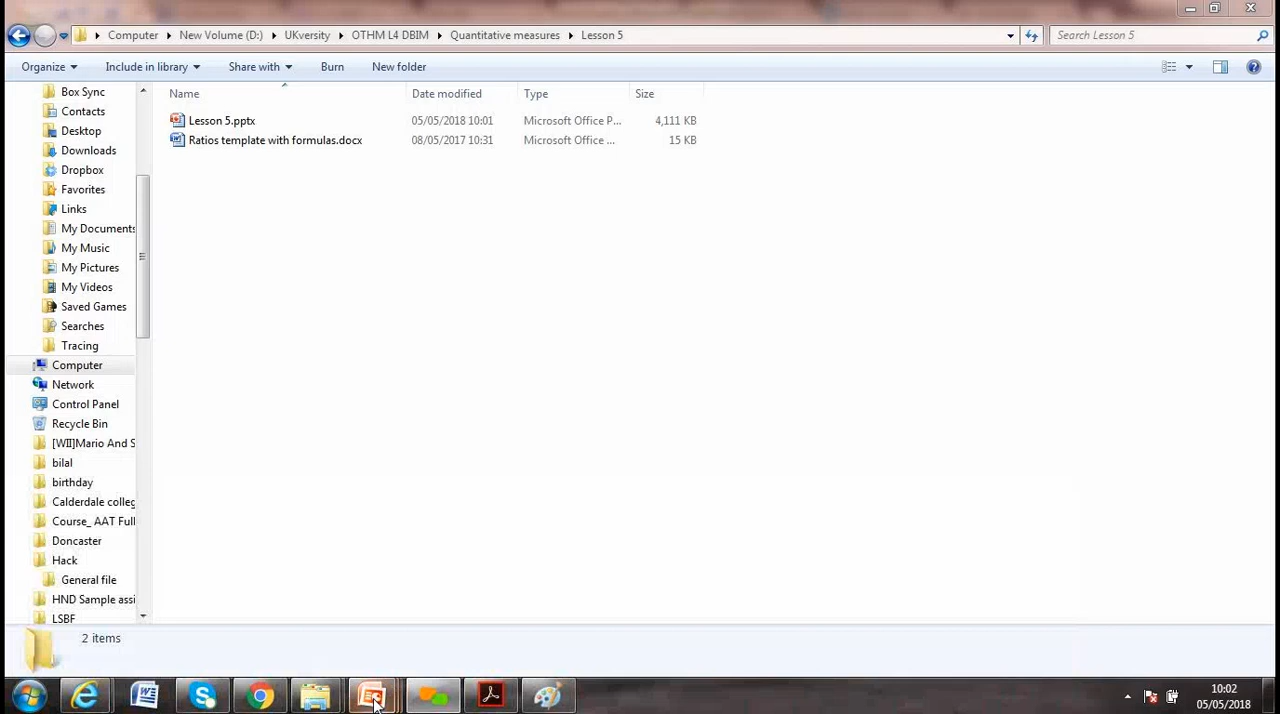 Computer New Volume (D:) UKversity OTHM L4 DBIM Quantitative measures Lesson 5 Search Lesson 5
Organize Include in library Share with Burn New folder
Name Date modified Type Size
Lesson 5.pptx 05/05/2018 10:01 Microsoft Office P... 4,111 KB
Ratios template with formulas.docx 08/05/2017 10:31 Microsoft Office ... 15 KB
Box Sync
Contacts
Desktop
Downloads
Dropbox
Favorites
Links
My Documents
My Music
My Pictures
My Videos
Saved Games
Searches
Tracing
Computer
Network
Control Panel
Recycle Bin
[WII]Mario And S
bilal
birthday
Calderdale colleg
Course_ AAT Full
Doncaster
Hack
General file
HND Sample assi
LSBF
2 items
10:02
05/05/2018